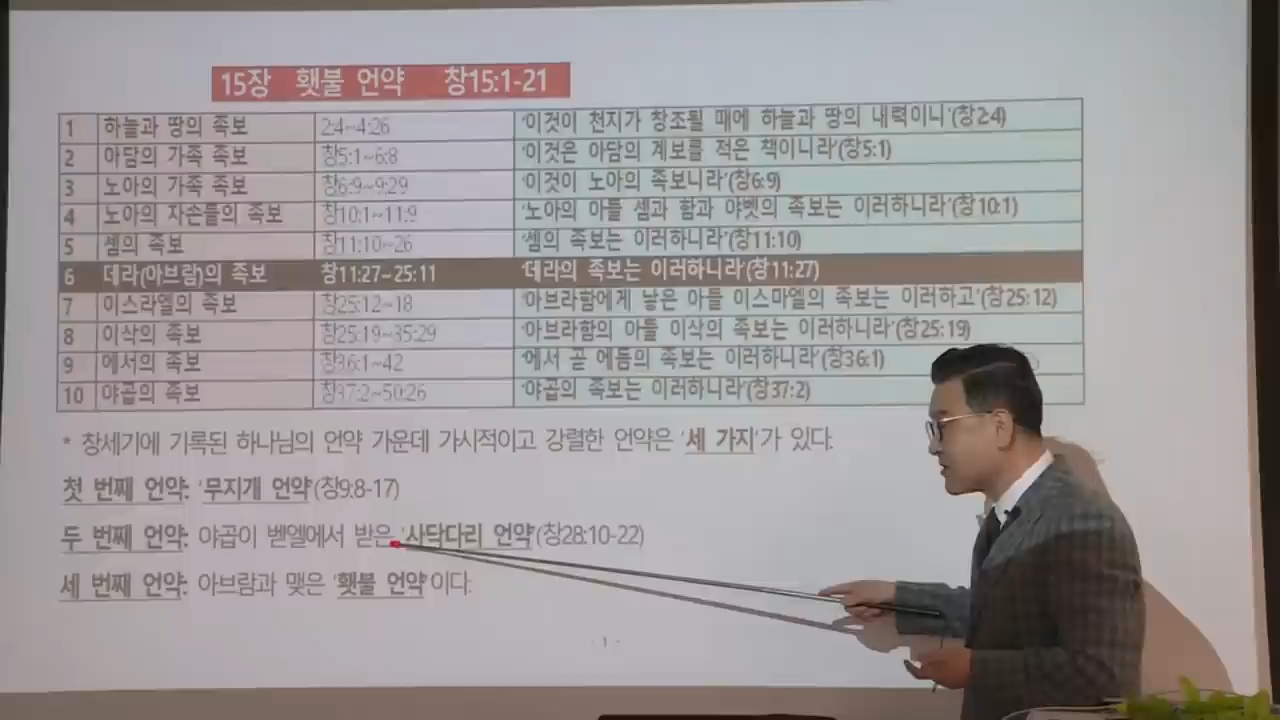 15장 횃불 언약 창15:1-21
1 하늘과 땅의 족보 2:4~4:26 '이것이 천지가 창조될 때에 하늘과 땅의 내력이니'(창2:4)
2 아담의 가족 족보 창5:1~6:8 '이것은 아담의 계보를 적은 책이니라'(창5:1)
3 노아의 가족 족보 창6:9~9:29 '이것이 노아의 족보니라'(창6:9)
4 노아의 자손들의 족보 창10:1~11:9 '노아의 아들 셈과 함과 야벳의 족보는 이러하니라'(창10:1)
5 셈의 족보 창11:10~26 '셈의 족보는 이러하니라'(창11:10)
6 데라(아브람)의 족보 창11:27~25:11 '데라의 족보는 이러하니라'(창11:27)
7 이스라엘의 족보 창25:12~18 '아브라함에게 낳은 아들 이스마엘의 족보는 이러하고'(창25:12)
8 이삭의 족보 창25:19~35:29 '아브라함의 아들 이삭의 족보는 이러하니라'(창25:19)
9 에서의 족보 창36:1~42 '에서 곧 에돔의 족보는 이러하니라'(창36:1)
10 야곱의 족보 창37:2~50:26 '야곱의 족보는 이러하니라'(창37:2)
* 창세기에 기록된 하나님의 언약 가운데 가시적이고 강렬한 언약은 '세 가지'가 있다.
첫 번째 언약: '무지개 언약'(창9:8-17)
두 번째 언약: 야곱이 벧엘에서 받은 '사닥다리 언약'(창28:10-22)
세 번째 언약: 아브람과 맺은 '횃불 언약'이다.
- 1 -